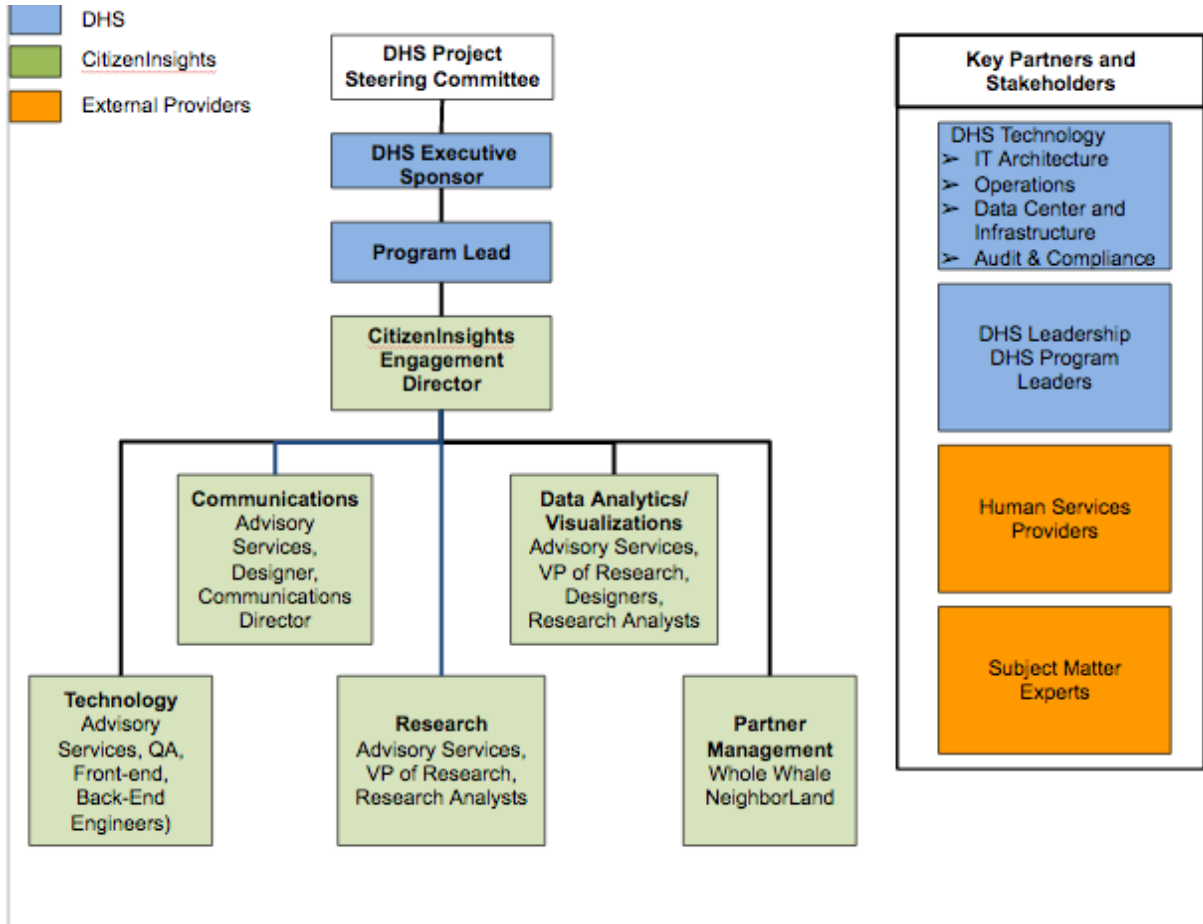 DHS
CitizenInsights
External Providers
DHS Project
Steering Committee
DHS Executive
Sponsor
Program Lead
CitizenInsights
Engagement
Director
Communications
Advisory
Services,
Designer,
Communications
Director
Data Analytics/
Visualizations
Advisory Services,
VP of Research,
Designers,
Research Analysts
Technology
Advisory
Services, QA,
Front-end,
Back-End
Engineers)
Research
Advisory Services,
VP of Research,
Research Analysts
Partner
Management
Whole Whale
NeighborLand
Key Partners and
Stakeholders
DHS Technology
➢ IT Architecture
➢ Operations
➢ Data Center and
Infrastructure
➢ Audit & Compliance
DHS Leadership
DHS Program
Leaders
Human Services
Providers
Subject Matter
Experts